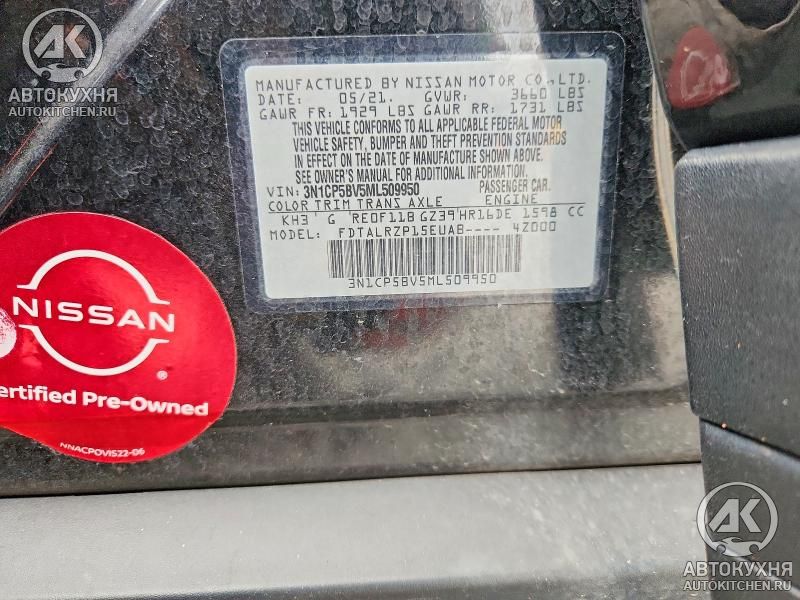 АК
АВТОКУХНЯ
AUTOKITCHEN.RU
MANUFACTURED BY NISSAN MOTOR CO.,LTD.
DATE: 05/21. GVWR: 3660 LBS
GAWR FR: 1929 LBS GAWR RR: 1731 LBS
THIS VEHICLE CONFORMS TO ALL APPLICABLE FEDERAL MOTOR
VEHICLE SAFETY, BUMPER AND THEFT PREVENTION STANDARDS
IN EFFECT ON THE DATE OF MANUFACTURE SHOWN ABOVE.
SEE OWNER'S MANUAL FOR ADDITIONAL INFORMATION.
VIN: 3N1CP5BV5ML509950 PASSENGER CAR.
COLOR TRIM TRANS AXLE ENGINE
KH3 G RE0F11B GZ39 HR16DE 1598 CC
MODEL: FDTALRZP15EUAB---- 4Z000
3N1CP5BV5ML509950
NISSAN
®
ertified Pre-Owned
NNACPOVIS22-06
АК
АВТОКУХНЯ
AUTOKITCHEN.RU